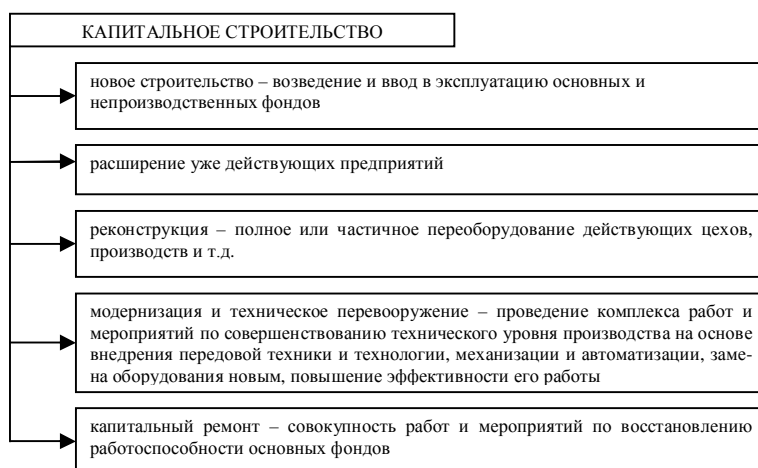 КАПИТАЛЬНОЕ СТРОИТЕЛЬСТВО
новое строительство – возведение и ввод в эксплуатацию основных и
непроизводственных фондов
расширение уже действующих предприятий
реконструкция – полное или частичное переоборудование действующих цехов,
производств и т.д.
модернизация и техническое перевооружение – проведение комплекса работ и
мероприятий по совершенствованию технического уровня производства на основе
внедрения передовой техники и технологии, механизации и автоматизации, заме-
на оборудования новым, повышение эффективности его работы
капитальный ремонт – совокупность работ и мероприятий по восстановлению
работоспособности основных фондов